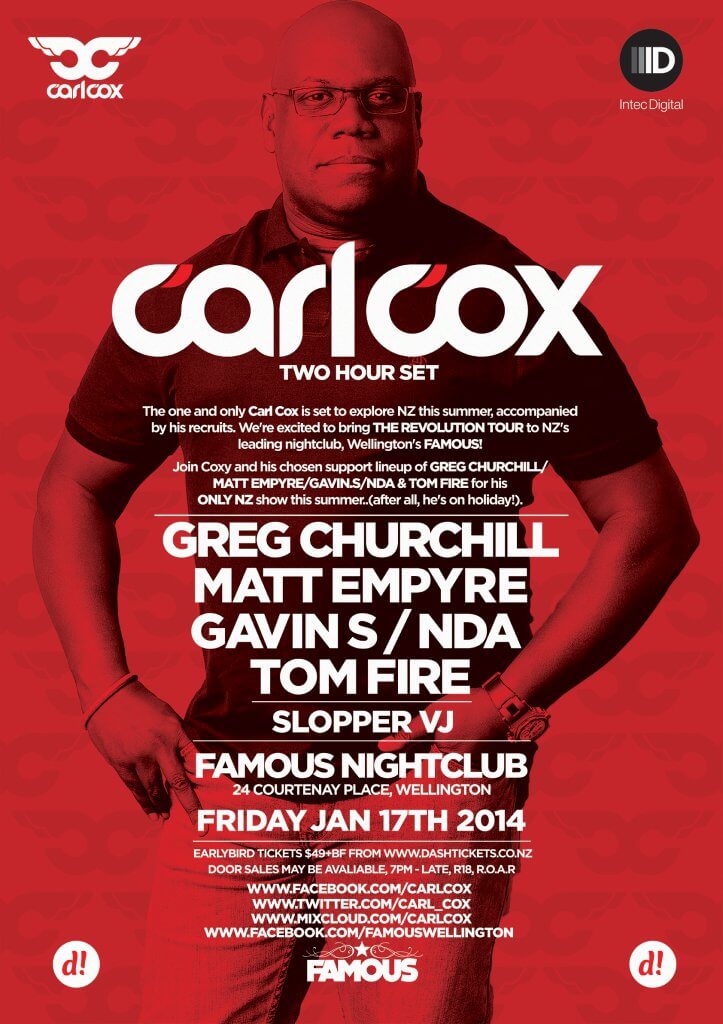 carl cox
ID
Intec Digital
carl cox
TWO HOUR SET
The one and only Carl Cox is set to explore NZ this summer, accompanied
by his recruits. We're excited to bring THE REVOLUTION TOUR to NZ's
leading nightclub, Wellington's FAMOUS!
Join Coxy and his chosen support lineup of GREG CHURCHILL/
MATT EMPYRE/GAVIN.S/NDA & TOM FIRE for his
ONLY NZ show this summer..(after all, he's on holiday!).
GREG CHURCHILL
MATT EMPYRE
GAVIN S / NDA
TOM FIRE
SLOPPER VJ
FAMOUS NIGHTCLUB
24 COURTENAY PLACE, WELLINGTON
FRIDAY JAN 17TH 2014
EARLYBIRD TICKETS $49+BF FROM WWW.DASHTICKETS.CO.NZ
DOOR SALES MAY BE AVALIABLE, 7PM - LATE, R18, R.O.A.R
WWW.FACEBOOK.COM/CARLCOX
WWW.TWITTER.COM/CARL_COX
WWW.MIXCLOUD.COM/CARLCOX
WWW.FACEBOOK.COM/FAMOUSWELLINGTON
d!
FAMOUS
d!